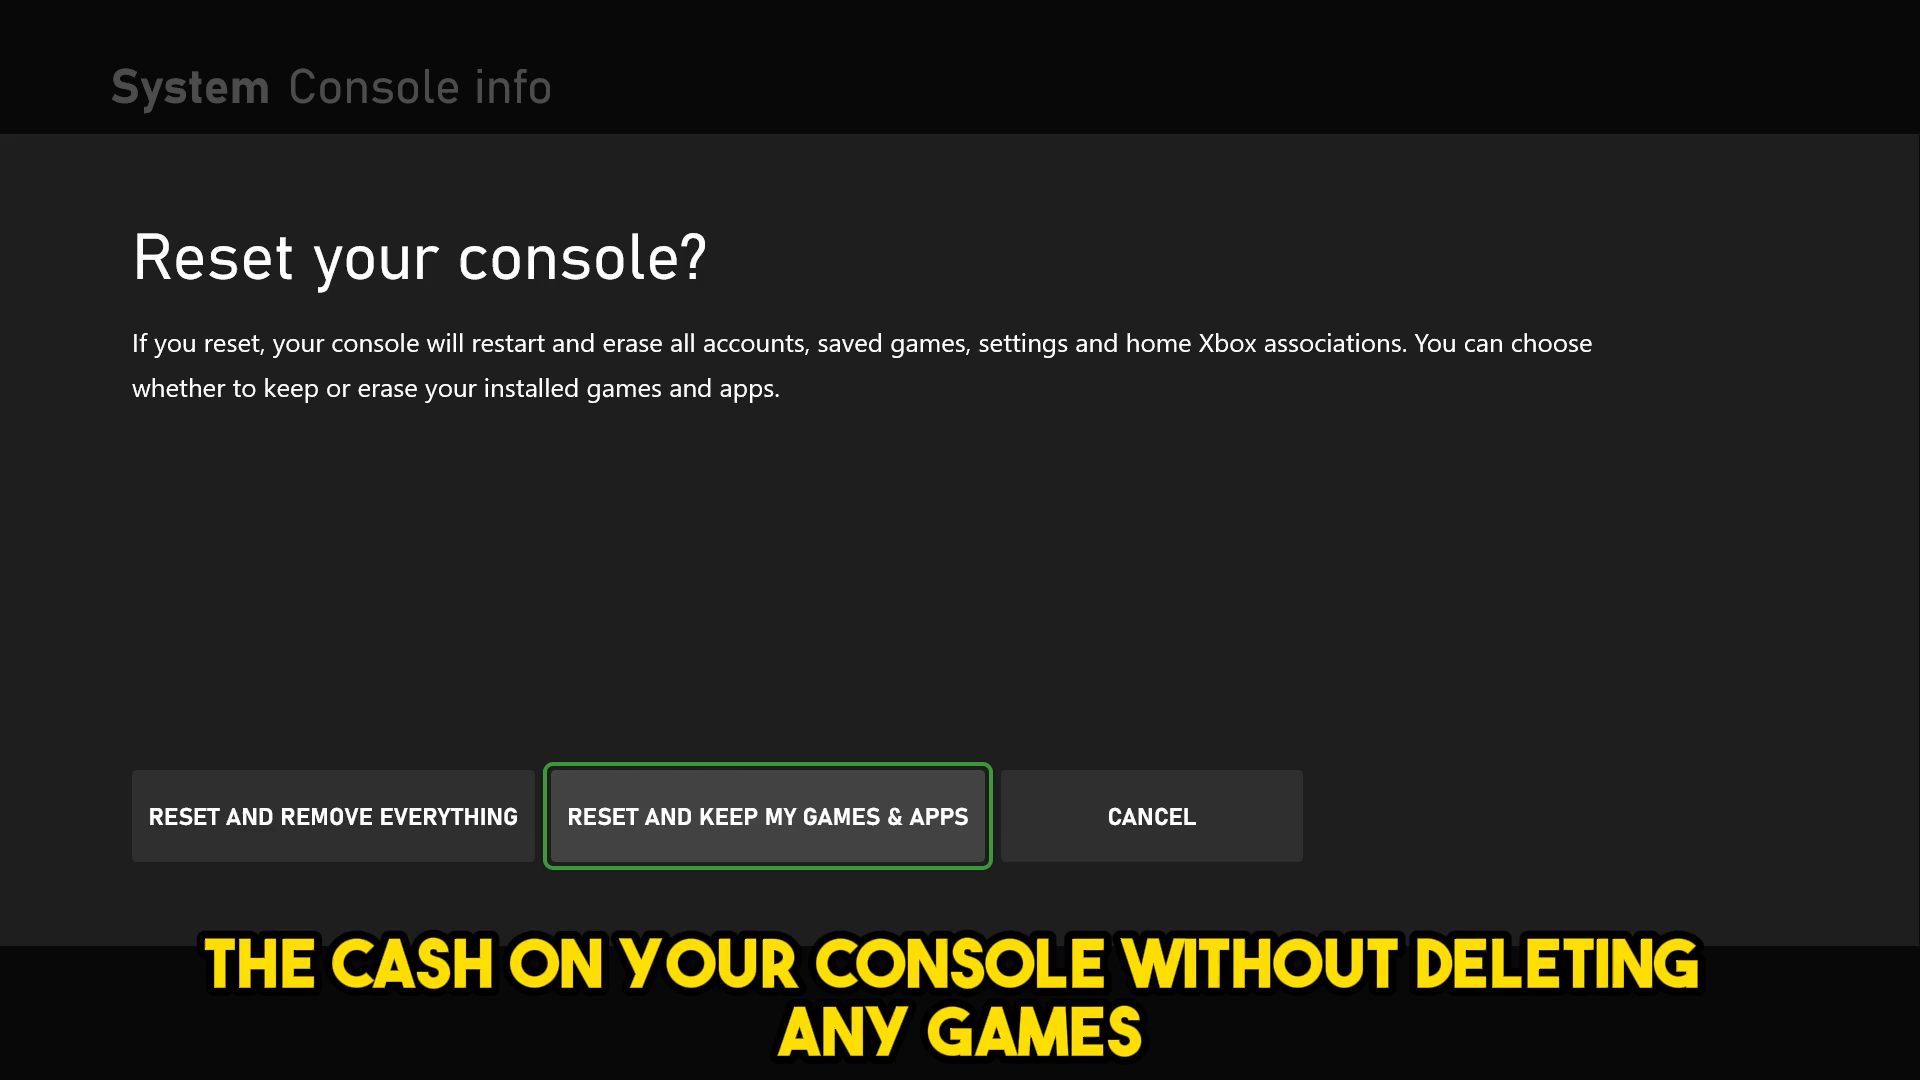 System Console info
Reset your console?
If you reset, your console will restart and erase all accounts, saved games, settings and home Xbox associations. You can choose
whether to keep or erase your installed games and apps.
RESET AND REMOVE EVERYTHING RESET AND KEEP MY GAMES & APPS CANCEL
THE CASH ON YOUR CONSOLE WITHOUT DELETING
ANY GAMES